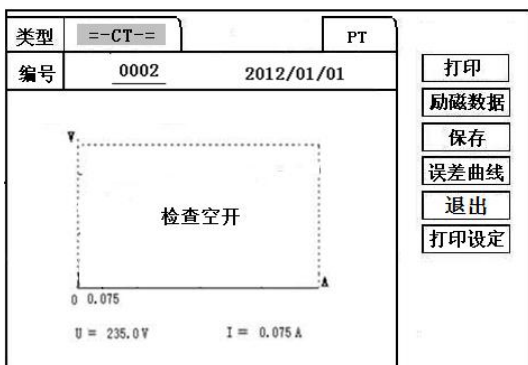 类型 =-CT-= PT
编号 0002 2012/01/01
V
检查空开
A
0 0.075
U = 235.0V I = 0.075A
打印
励磁数据
保存
误差曲线
退出
打印设定